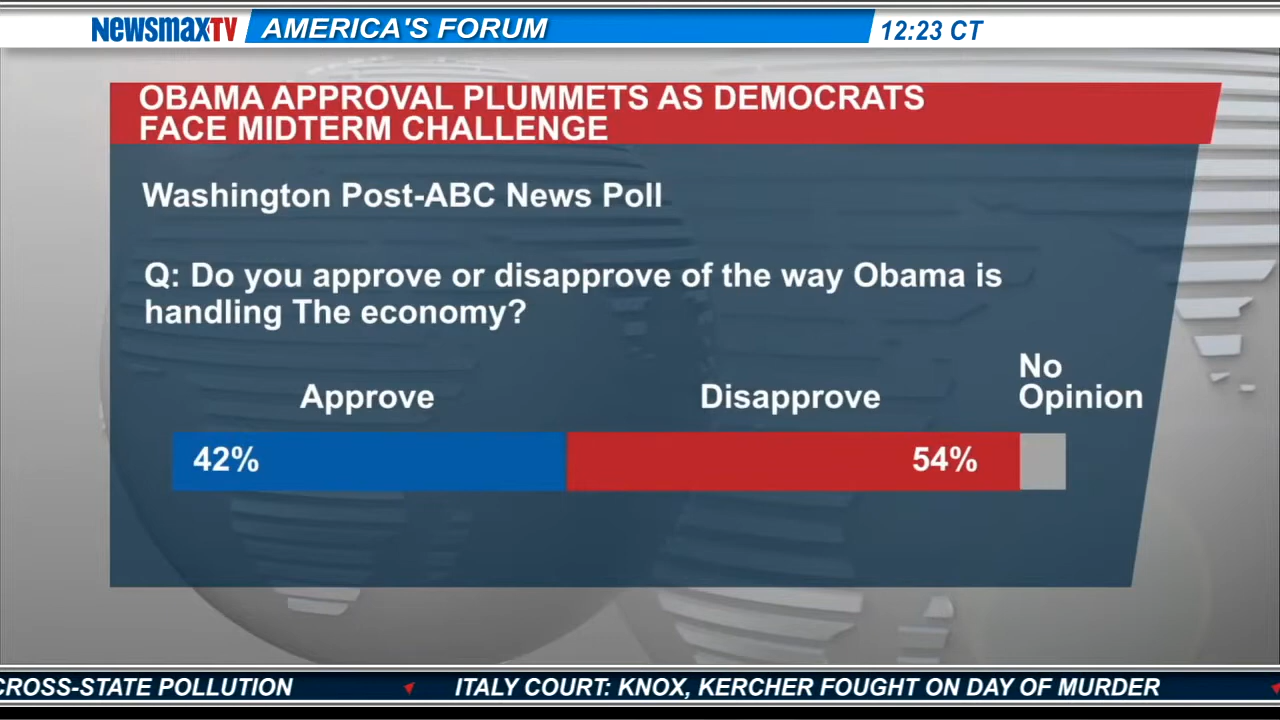 NEWSMAXTV AMERICA'S FORUM 12:23 CT
OBAMA APPROVAL PLUMMETS AS DEMOCRATS
FACE MIDTERM CHALLENGE
Washington Post-ABC News Poll
Q: Do you approve or disapprove of the way Obama is
handling The economy?
Approve Disapprove No
Opinion
42% 54%
CROSS-STATE POLLUTION ITALY COURT: KNOX, KERCHER FOUGHT ON DAY OF MURDER